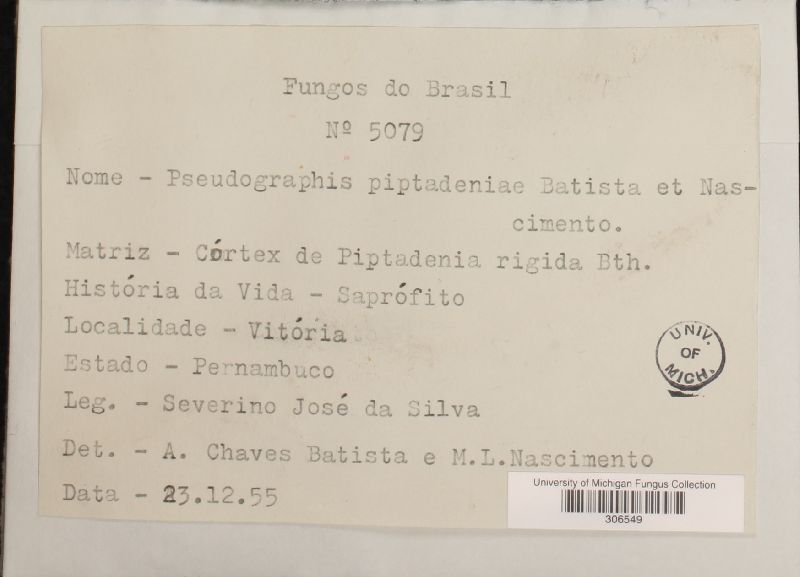 Fungos do Brasil
Nº 5079
Nome - Pseudographis piptadeniae Batista et Nas-
cimento.
Matriz - Córtex de Piptadenia rigida Bth.
História da Vida - Saprófito
Localidade - Vitória
Estado - Pernambuco
Leg. - Severino José da Silva
Det. - A. Chaves Batista e M.L.Nascimento
Data - 23.12.55
UNIV.
OF
MICH.
University of Michigan Fungus Collection
306549